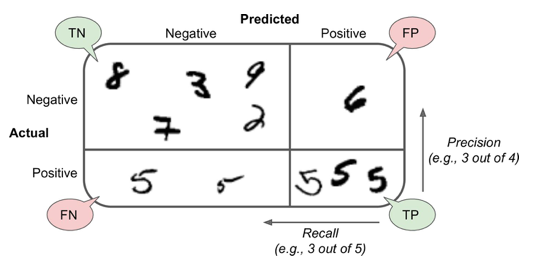 Predicted
TN
Negative
Positive
FP
8 3 9
7 2
6
Negative
Actual
Precision
(e.g., 3 out of 4)
Positive
5 5
5 5 5
FN
TP
Recall
(e.g., 3 out of 5)